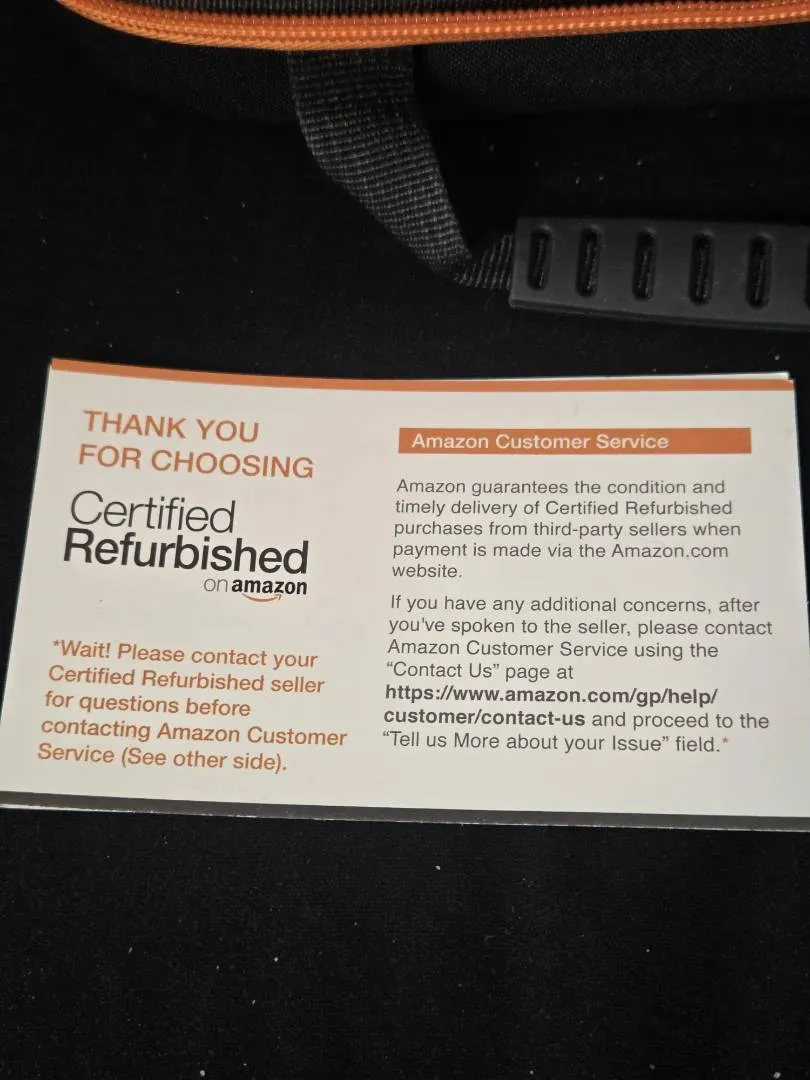 THANK YOU
FOR CHOOSING
Certified
Refurbished
on amazon
*Wait! Please contact your
Certified Refurbished seller
for questions before
contacting Amazon Customer
Service (See other side).
Amazon Customer Service
Amazon guarantees the condition and
timely delivery of Certified Refurbished
purchases from third-party sellers when
payment is made via the Amazon.com
website.
If you have any additional concerns, after
you've spoken to the seller, please contact
Amazon Customer Service using the
“Contact Us” page at
https://www.amazon.com/gp/help/
customer/contact-us and proceed to the
“Tell us More about your Issue” field.*